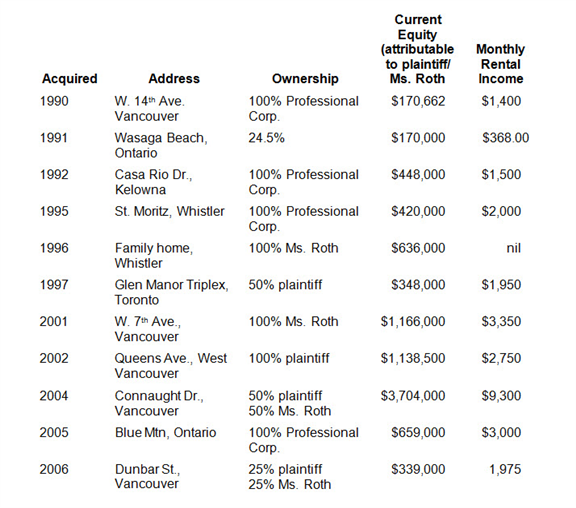 Current
Equity
(attributable Monthly
to plaintiff/ Rental
Acquired Address Ownership Ms. Roth Income
1990 W. 14th Ave. 100% Professional $170,662 $1,400
Vancouver Corp.
1991 Wasaga Beach, 24.5% $170,000 $368.00
Ontario
1992 Casa Rio Dr., 100% Professional $448,000 $1,500
Kelowna Corp.
1995 St. Moritz, Whistler 100% Professional $420,000 $2,000
Corp.
1996 Family home, 100% Ms. Roth $636,000 nil
Whistler
1997 Glen Manor Triplex, 50% plaintiff $348,000 $1,950
Toronto
2001 W. 7th Ave., 100% Ms. Roth $1,166,000 $3,350
Vancouver
2002 Queens Ave., West 100% plaintiff $1,138,500 $2,750
Vancouver
2004 Connaught Dr., 50% plaintiff $3,704,000 $9,300
Vancouver 50% Ms. Roth
2005 Blue Mtn, Ontario 100% Professional $659,000 $3,000
Corp.
2006 Dunbar St., 25% plaintiff $339,000 1,975
Vancouver 25% Ms. Roth